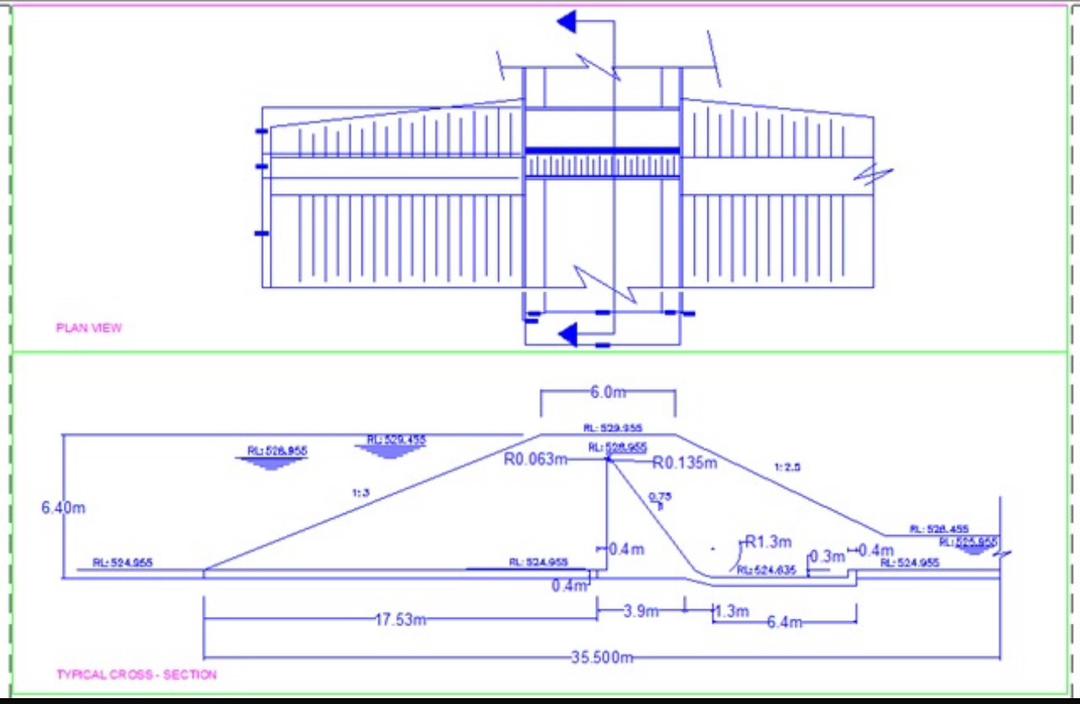 PLAN VIEW
6.0m
RL: 529.955
RL: 529.455
RL: 528.955
RL: 528.955
R0.063m
R0.135m
1:3
1:2.5
0.75
6.40m
RL: 528.455
RL: 525.955
R1.3m
0.4m
0.3m
0.4m
RL: 524.955
RL: 524.955
RL: 524.635
RL: 524.955
0.4m
17.53m
3.9m
1.3m
6.4m
35.500m
TYPICAL CROSS - SECTION